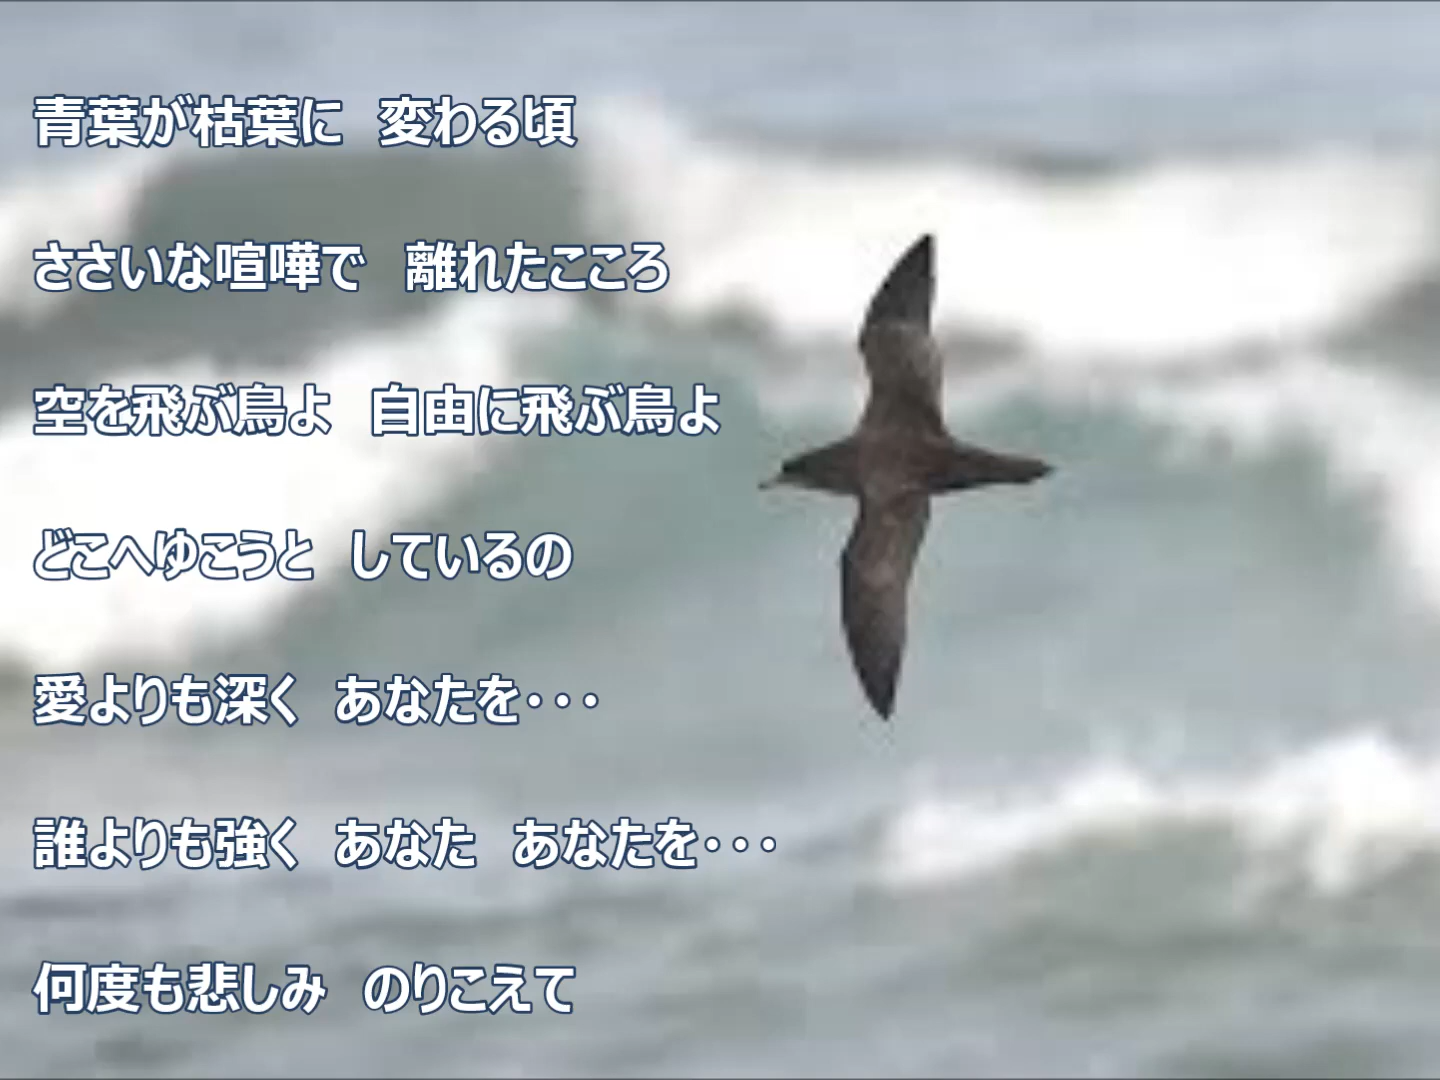 青葉が枯葉に　変わる頃
ささいな喧嘩で　離れたこころ
空を飛ぶ鳥よ　自由に飛ぶ鳥よ
どこへゆこうと　しているの
愛よりも深く　あなたを・・・
誰よりも強く　あなた　あなたを・・・
何度も悲しみ　のりこえて